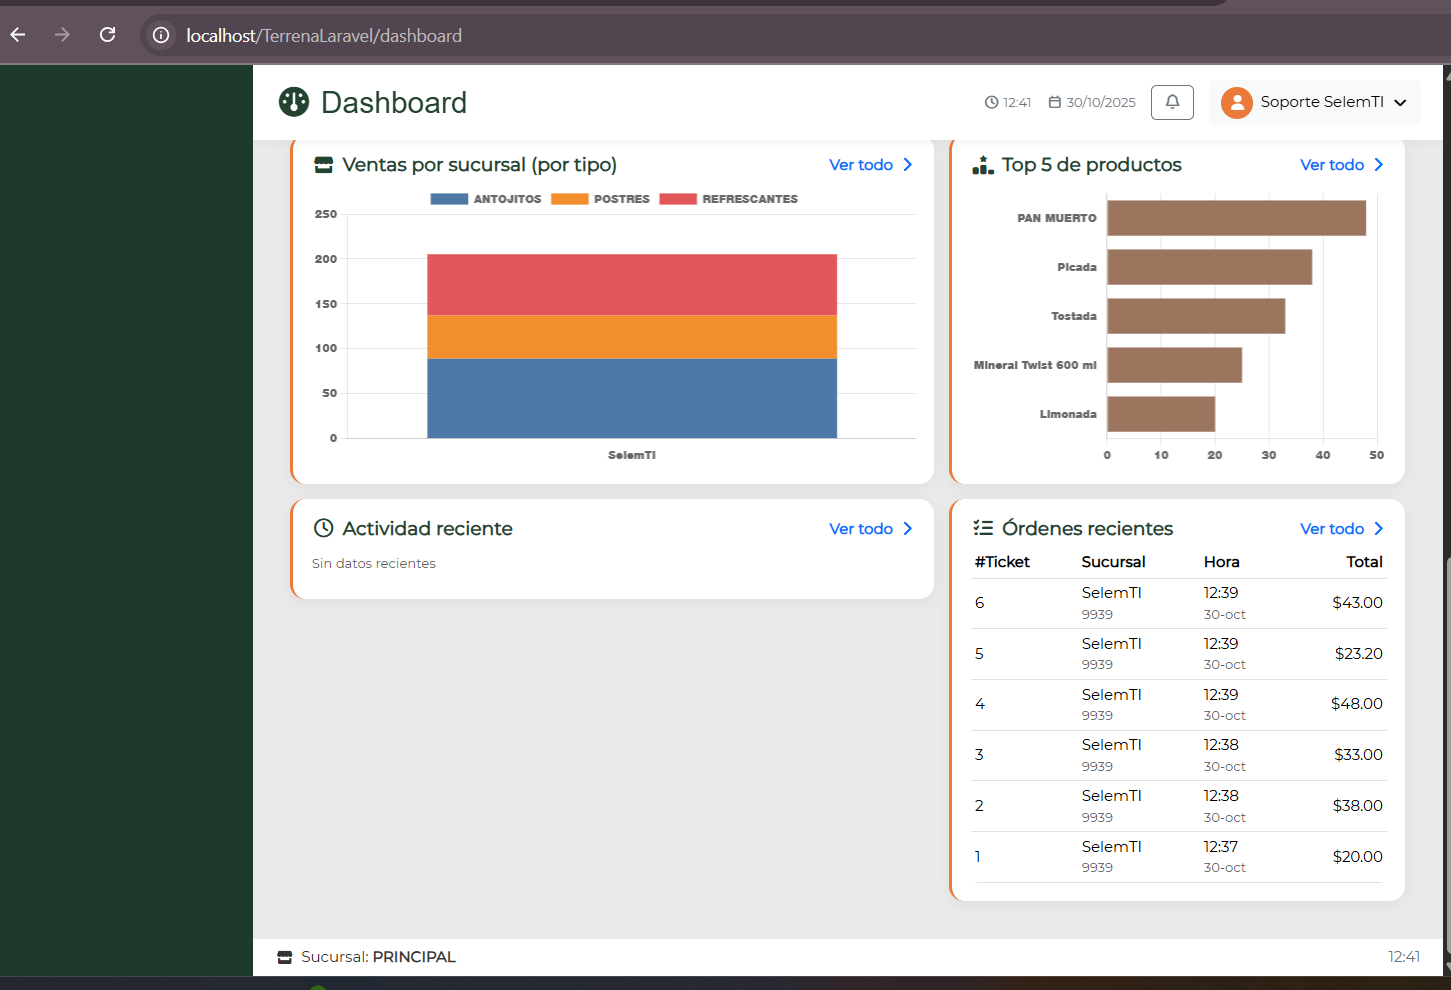 localhost/TerrenaLaravel/dashboard
Dashboard
12:41
30/10/2025
Soporte SelemTI
Ventas por sucursal (por tipo)
Ver todo
ANTOJITOS POSTRES REFRESCANTES
250
200
150
100
50
0
SelemTI
Top 5 de productos
Ver todo
PAN MUERTO
Picada
Tostada
Mineral Twist 600 ml
Limonada
0 10 20 30 40 50
Actividad reciente
Ver todo
Sin datos recientes
Órdenes recientes
Ver todo
#Ticket Sucursal Hora Total
6 SelemTI 12:39 $43.00
9939 30-oct
5 SelemTI 12:39 $23.20
9939 30-oct
4 SelemTI 12:39 $48.00
9939 30-oct
3 SelemTI 12:38 $33.00
9939 30-oct
2 SelemTI 12:38 $38.00
9939 30-oct
1 SelemTI 12:37 $20.00
9939 30-oct
Sucursal: PRINCIPAL
12:41